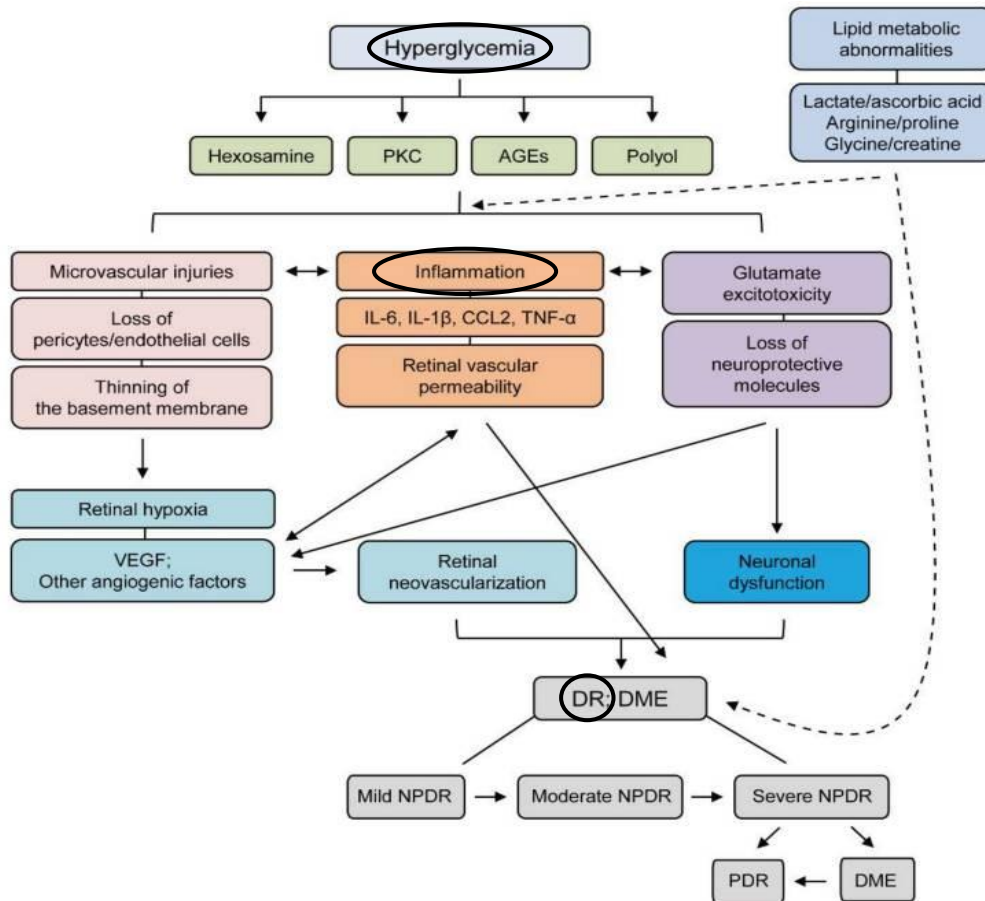 Hyperglycemia
Lipid metabolic
abnormalities
Lactate/ascorbic acid
Arginine/proline
Glycine/creatine
Hexosamine
PKC
AGEs
Polyol
Microvascular injuries
Loss of
pericytes/endothelial cells
Thinning of
the basement membrane
Inflammation
IL-6, IL-1β, CCL2, TNF-α
Retinal vascular
permeability
Glutamate
excitotoxicity
Loss of
neuroprotective
molecules
Retinal hypoxia
VEGF;
Other angiogenic factors
Retinal
neovascularization
Neuronal
dysfunction
DR; DME
Mild NPDR
Moderate NPDR
Severe NPDR
PDR
DME